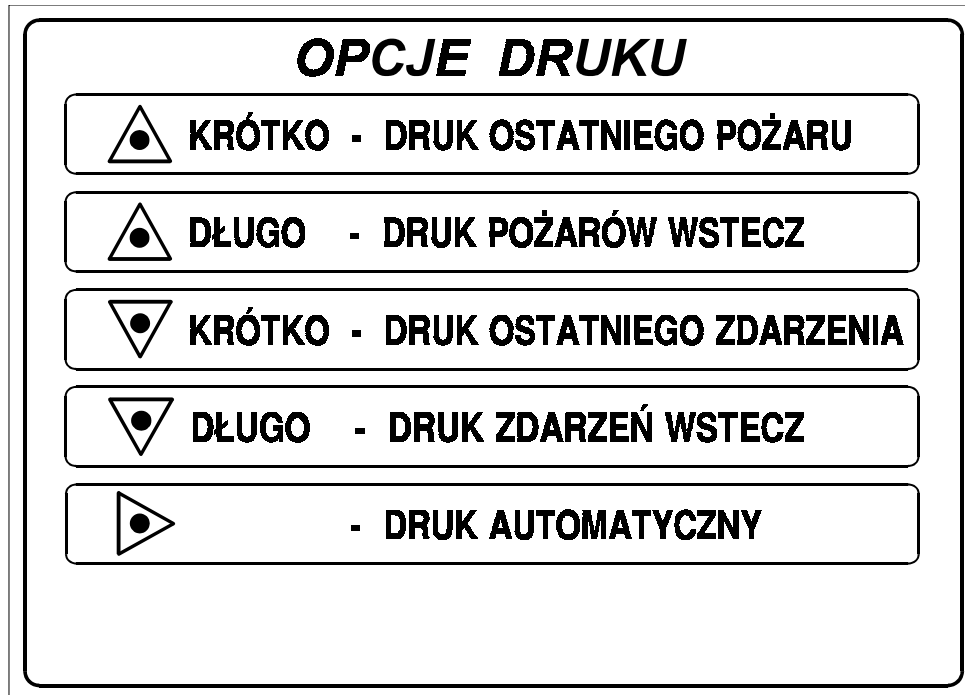 OPCJE DRUKU
KRÓTKO - DRUK OSTATNIEGO POŻARU
DŁUGO - DRUK POŻARÓW WSTECZ
KRÓTKO - DRUK OSTATNIEGO ZDARZENIA
DŁUGO - DRUK ZDARZEŃ WSTECZ
- DRUK AUTOMATYCZNY